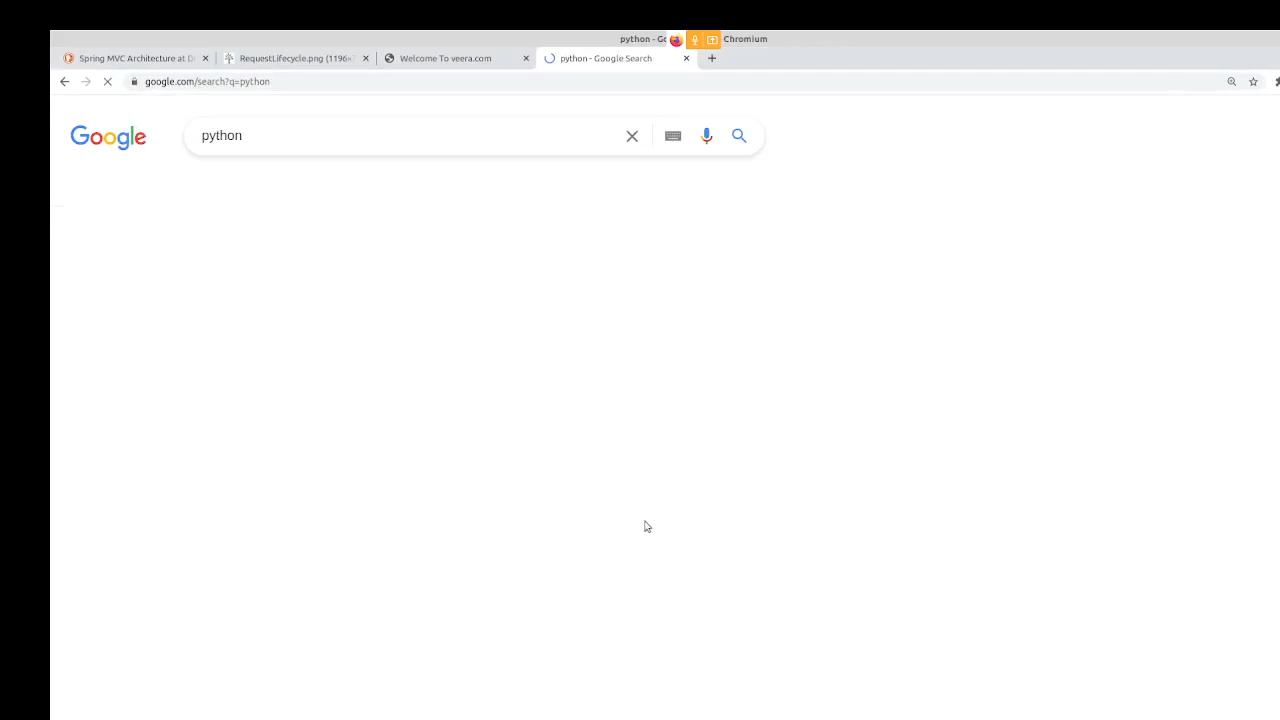 python - Go Chromium
Spring MVC Architecture at D
RequestLifecycle.png (1196×7
Welcome To veera.com
python - Google Search
google.com/search?q=python
Google
python